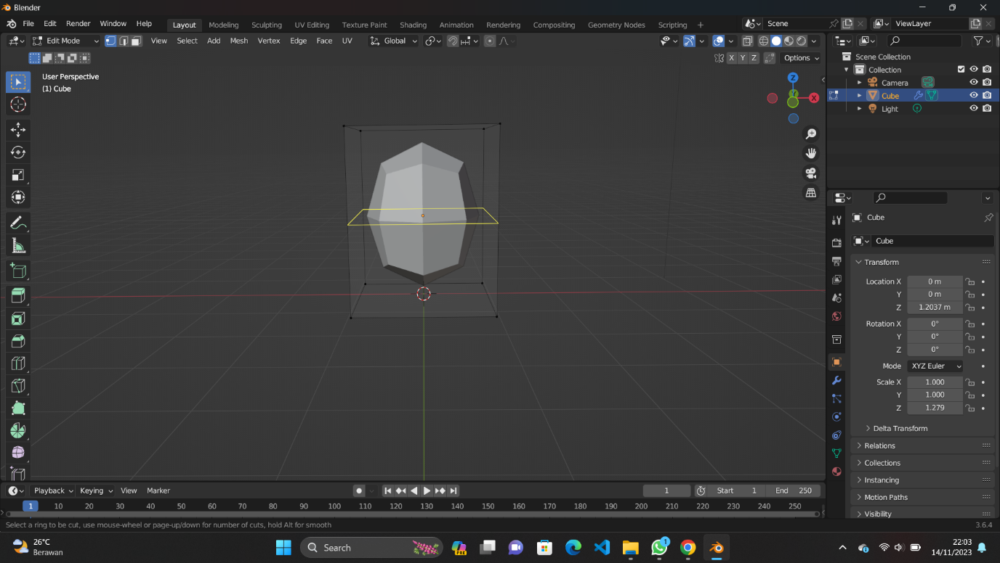 Blender
File Edit Render Window Help Layout Modeling Sculpting UV Editing Texture Paint Shading Animation Rendering Compositing Geometry Nodes Scripting + Scene ViewLayer
Edit Mode View Select Add Mesh Vertex Edge Face UV Global
X Y Z Options
User Perspective
(1) Cube
Z
Y
X
Scene Collection
Collection
Camera
Cube
Light
Cube
Cube
Transform
Location X 0 m
Y 0 m
Z 1.2037 m
Rotation X 0°
Y 0°
Z 0°
Mode XYZ Euler
Scale X 1.000
Y 1.000
Z 1.279
Delta Transform
Relations
Collections
Instancing
Motion Paths
Visibility
Playback Keying View Marker 1 Start 1 End 250
1 10 20 30 40 50 60 70 80 90 100 110 120 130 140 150 160 170 180 190 200 210 220 230 240 250
Select a ring to be cut, use mouse-wheel or page-up/down for number of cuts, hold Alt for smooth 3.6.4
26°C
Berawan
Search
PRE
1
22:03
14/11/2023